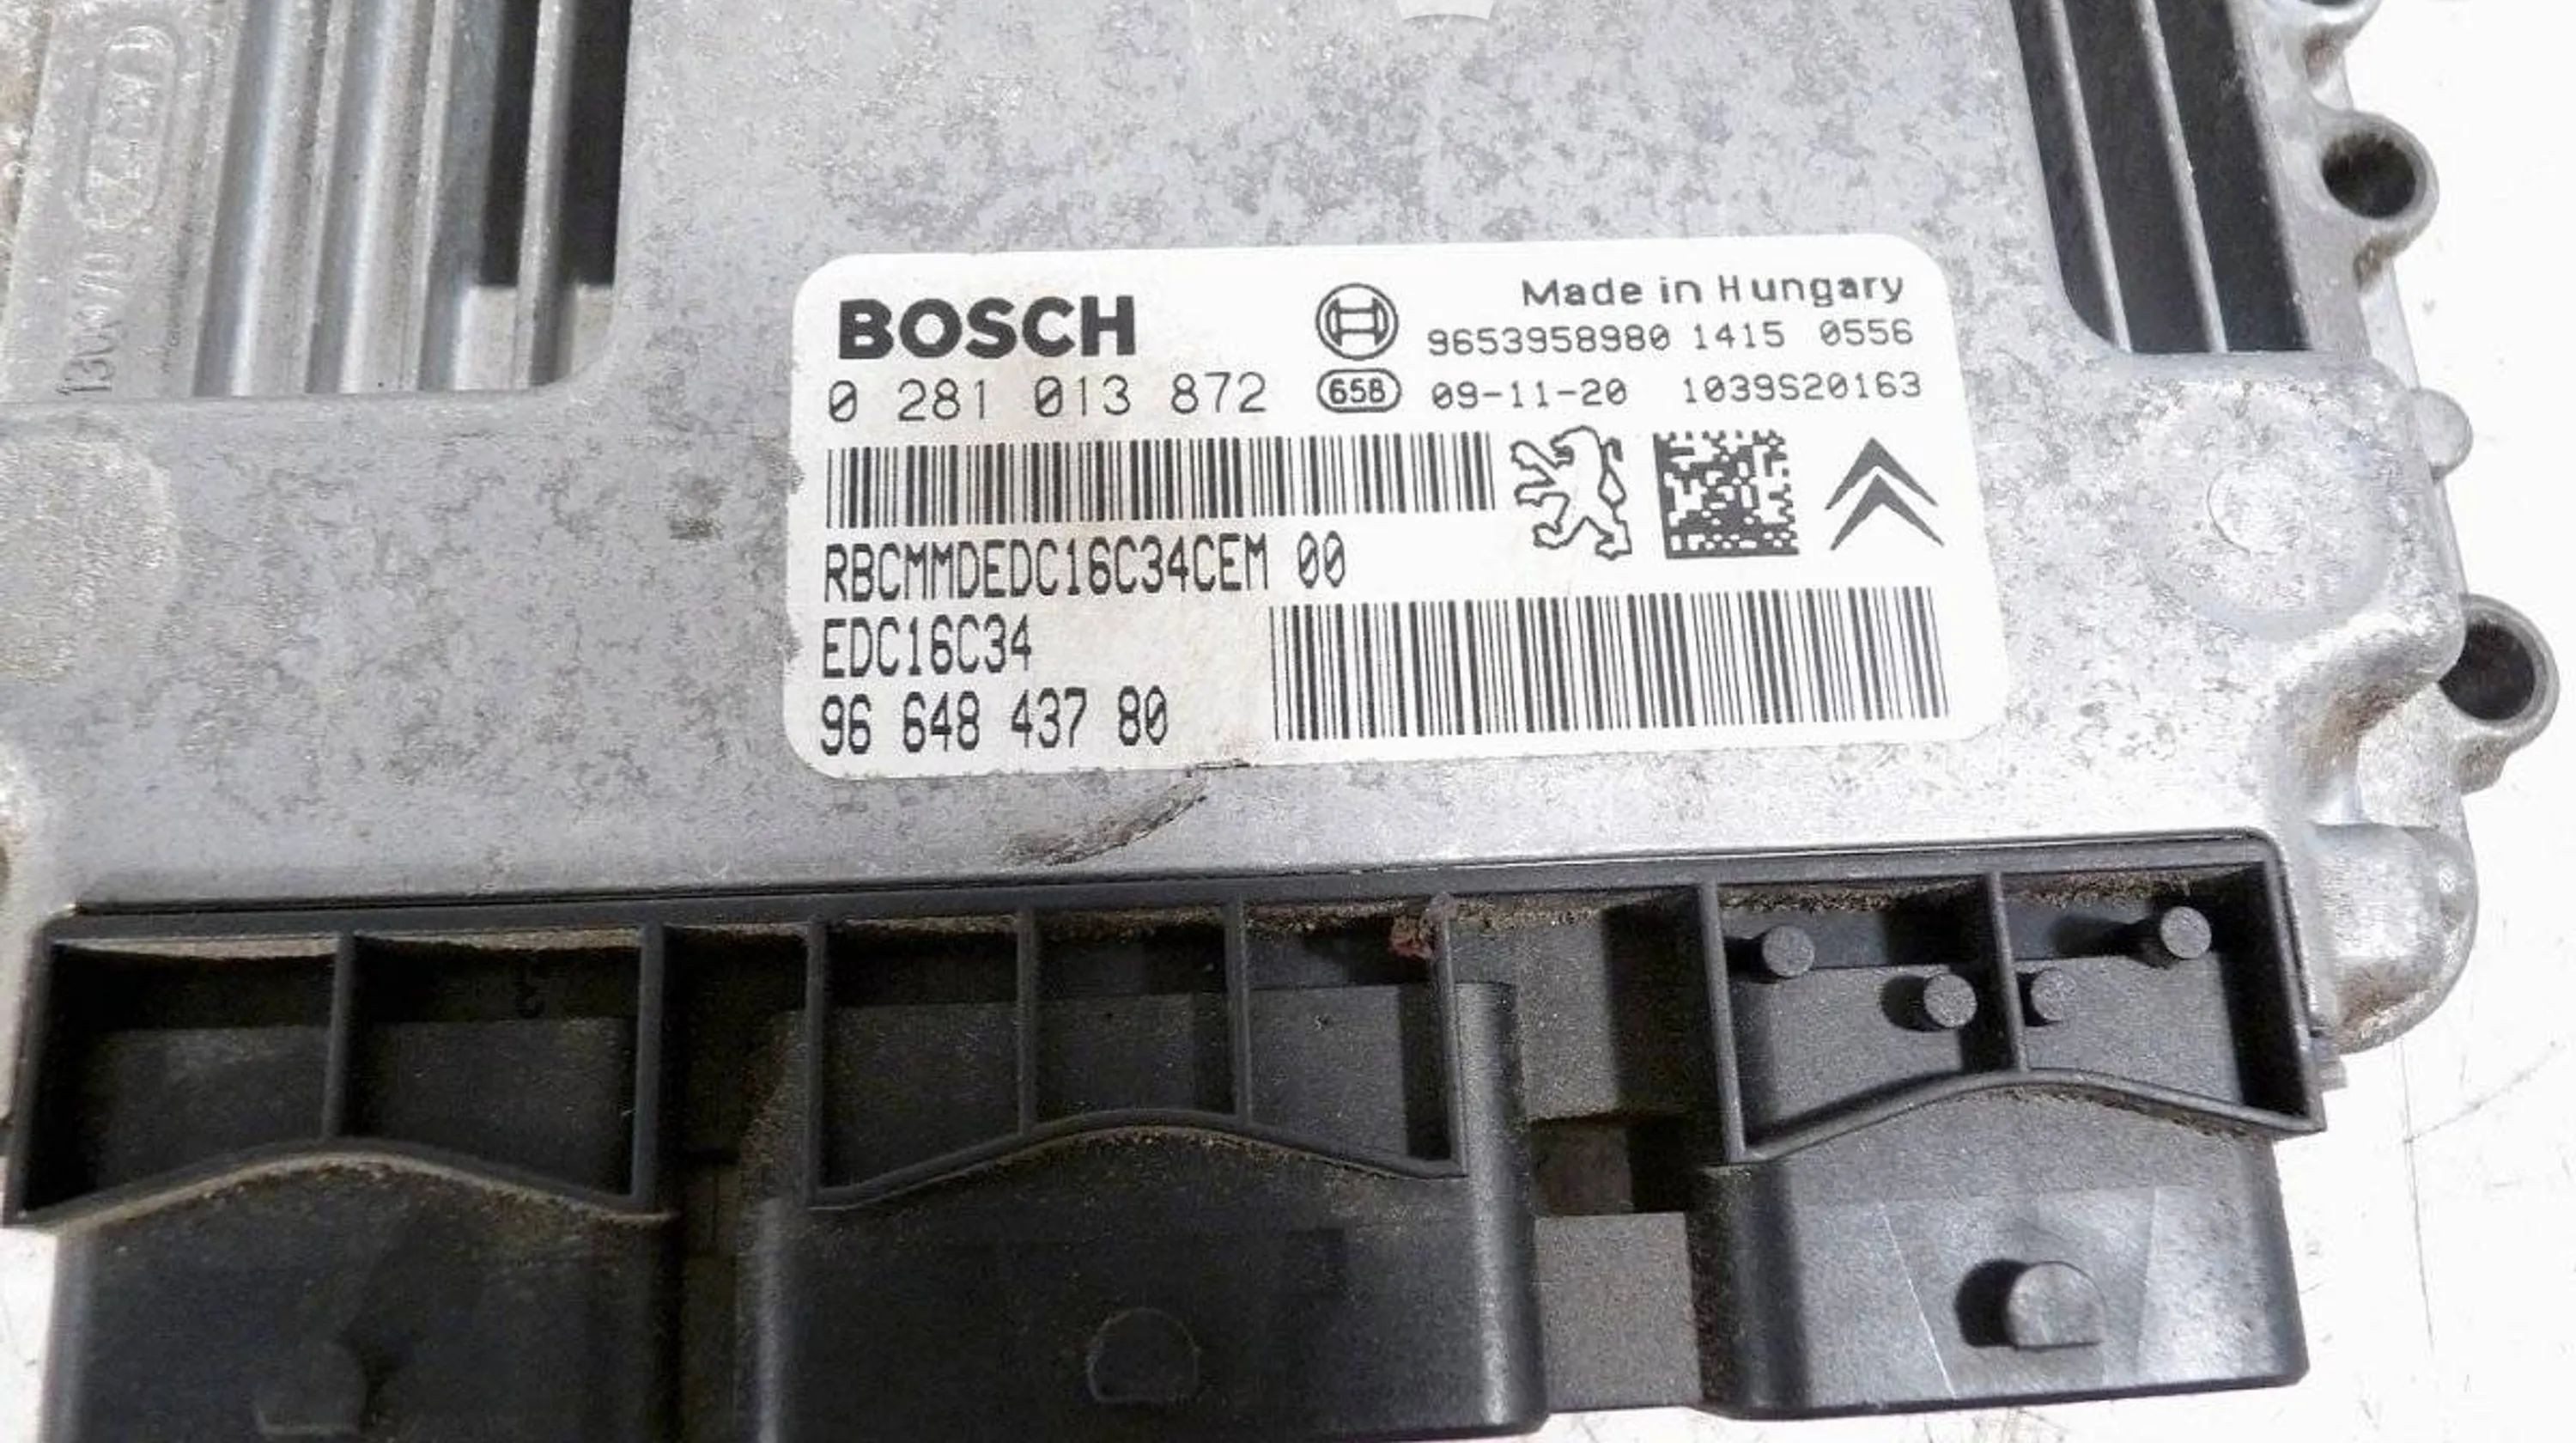 BOSCH
Made in Hungary
9653958980 1415 0556
0 281 013 872
65B 09-11-20 1039S20163
RBCMMDEDC16C34CEM 00
EDC16C34
96 648 437 80